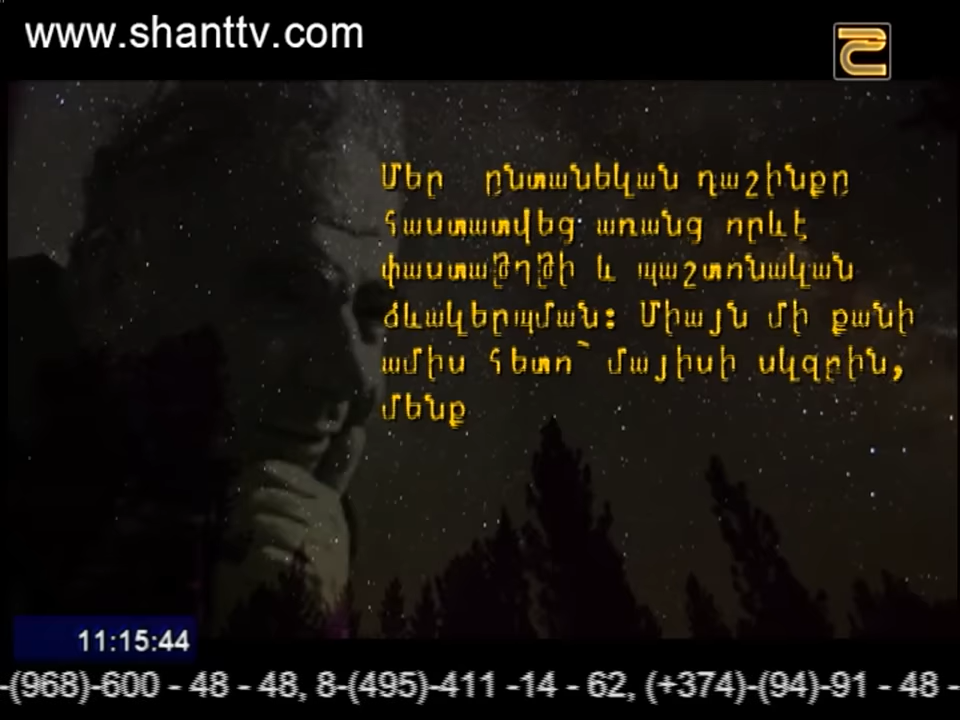 www.shanttv.com
Մեր ընտանեկան դաշինքը
հաստատվեց առանց որևէ
փաստաթղթի և պաշտոնական
ձևակերպման: Միայն մի քանի
ամիս հետո՝ մայիսի սկզբին,
մենք
11:15:44
-(968)-600 - 48 - 48, 8-(495)-411 -14 - 62, (+374)-(94)-91 - 48 -